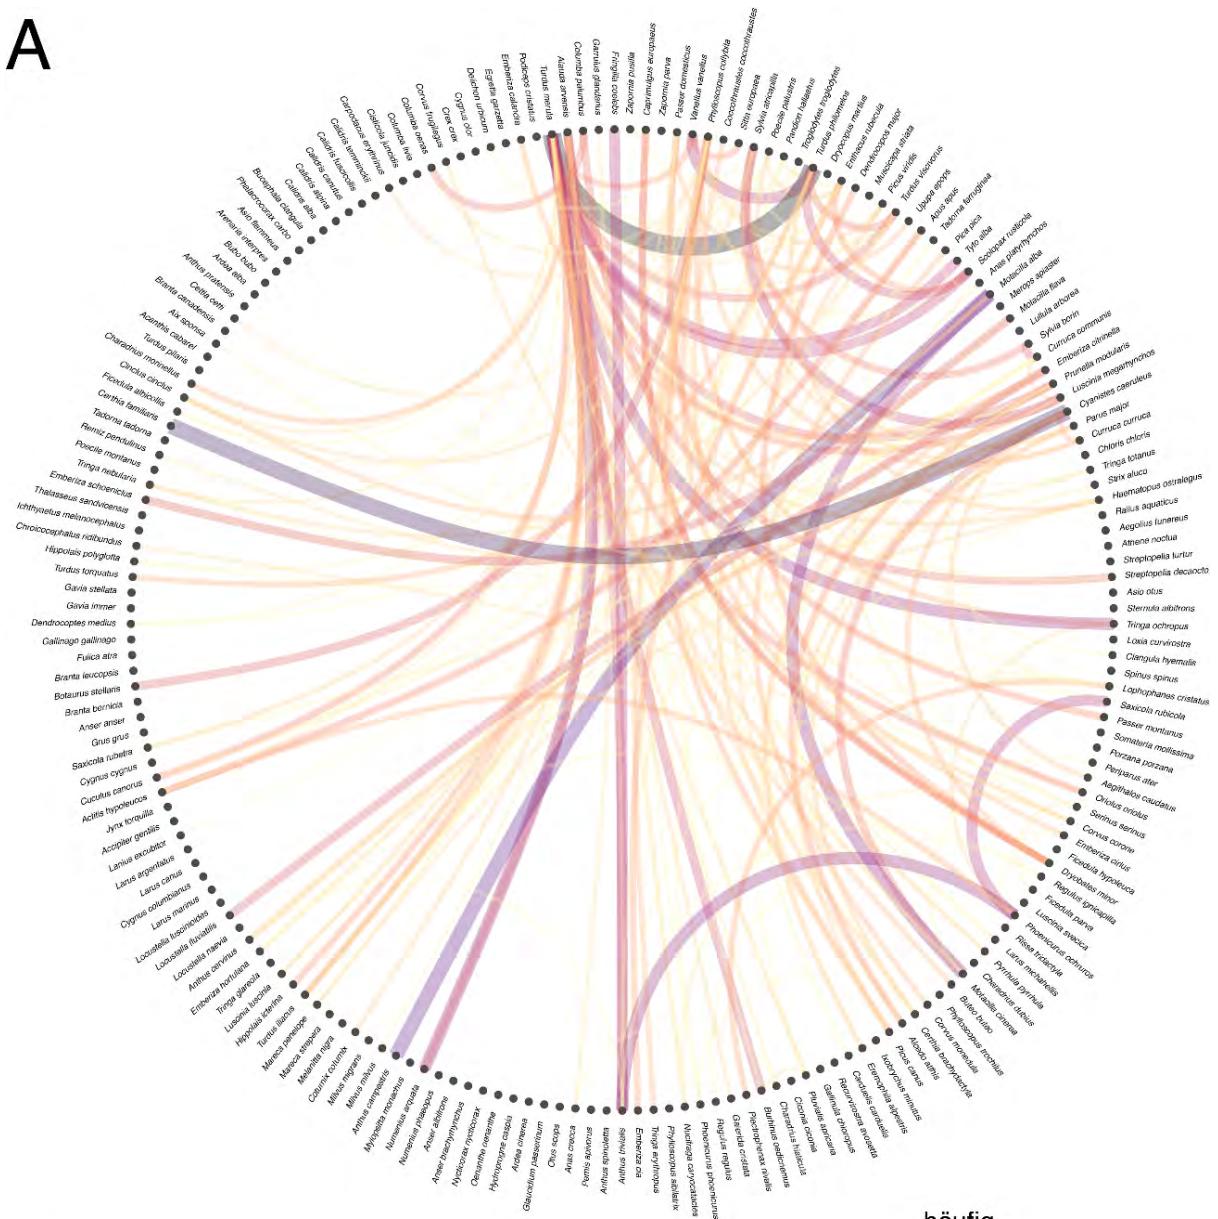 A
Podiceps cristatus
Turdus merula
Alauda arvensis
Columba palumbus
Garrulus glandarius
Fringilla coelebs
Zapornia pusilla
Caprimulgus europaeus
Zapornia parva
Passer domesticus
Vanellus vanellus
Phylloscopus collybita
Coccothraustes coccothraustes
Sitta europaea
Sylvia atricapilla
Poecile palustris
Pandion haliaetus
Troglodytes troglodytes
Turdus philomelos
Dryocopus martius
Erithacus rubecula
Dendrocopos major
Muscicapa striata
Picus viridis
Turdus viscivorus
Upupa epops
Apus apus
Tadorna ferruginea
Pica pica
Tyto alba
Scolopax rusticola
Anas platyrhynchos
Motacilla alba
Merops apiaster
Motacilla flava
Lullula arborea
Sylvia borin
Curruca communis
Emberiza citrinella
Prunella modularis
Luscinia megarhynchos
Cyanistes caeruleus
Parus major
Curruca curruca
Chloris chloris
Tringa totanus
Strix aluco
Haematopus ostralegus
Rallus aquaticus
Aegolius funereus
Athene noctua
Streptopelia turtur
Streptopelia decaocto
Asio otus
Sternula albifrons
Tringa ochropus
Loxia curvirostra
Clangula hyemalis
Spinus spinus
Lophophanes cristatus
Saxicola rubicola
Passer montanus
Somateria mollissima
Porzana porzana
Periparus ater
Aegithalos caudatus
Oriolus oriolus
Serinus serinus
Corvus corone
Emberiza cirlus
Ficedula hypoleuca
Dryobates minor
Regulus ignicapilla
Ficedula parva
Luscinia svecica
Phoenicurus ochruros
Rissa tridactyla
Larus michahellis
Pyrrhula pyrrhula
Charadrius dubius
Motacilla cinerea
Buteo buteo
Phylloscopus trochilus
Corvus monedula
Certhia brachydactyla
Alcedo atthis
Picus canus
Ixobrychus minutus
Eremophila alpestris
Carduelis carduelis
Recurvirostra avosetta
Gallinula chloropus
Pluvialis apricaria
Ciconia ciconia
Charadrius hiaticula
Burhinus oedicnemus
Plectrophenax nivalis
Galerida cristata
Regulus regulus
Phoenicurus phoenicurus
Nucifraga caryocatactes
Phylloscopus sibilatrix
Tringa erythropus
Emberiza cia
Anthus trivialis
Anthus spinoletta
Pernis apivorus
Anas crecca
Otus scops
Glaucidium passerinum
Ardea cinerea
Hydroprogne caspia
Oenanthe oenanthe
Nycticorax nycticorax
Anser brachyrhynchus
Anser albifrons
Numenius phaeopus
Numenius arquata
Myiopsitta monachus
Anthus campestris
Milvus milvus
Milvus migrans
Coturnix coturnix
Melanitta nigra
Mareca strepera
Mareca penelope
Turdus iliacus
Hippolais icterina
Luscinia luscinia
Tringa glareola
Emberiza hortulana
Anthus cervinus
Locustella naevia
Locustella fluviatilis
Locustella luscinioides
Larus marinus
Cygnus columbianus
Larus canus
Larus argentatus
Lanius excubitor
Accipiter gentilis
Jynx torquilla
Actitis hypoleucos
Cuculus canorus
Cygnus cygnus
Saxicola rubetra
Grus grus
Anser anser
Branta bernicla
Botaurus stellaris
Branta leucopsis
Fulica atra
Gallinago gallinago
Dendrocoptes medius
Gavia immer
Gavia stellata
Turdus torquatus
Hippolais polyglotta
Chroicocephalus ridibundus
Ichthyaetus melanocephalus
Thalasseus sandvicensis
Emberiza schoeniclus
Tringa nebularia
Poecile montanus
Remiz pendulinus
Tadorna tadorna
Certhia familiaris
Ficedula albicollis
Cinclus cinclus
Charadrius morinellus
Turdus pilaris
Acanthis cabaret
Aix sponsa
Branta canadensis
Cettia cetti
Anthus pratensis
Ardea alba
Bubo bubo
Arenaria interpres
Asio flammeus
Phalacrocorax carbo
Bucephala clangula
Calidris alba
Calidris alpina
Calidris canutus
Calidris fuscicollis
Calidris temminckii
Carpodacus erythrinus
Cisticola juncidis
Columba livia
Columba oenas
Corvus frugilegus
Crex crex
Cygnus olor
Delichon urbicum
Egretta garzetta
Emberiza calandra